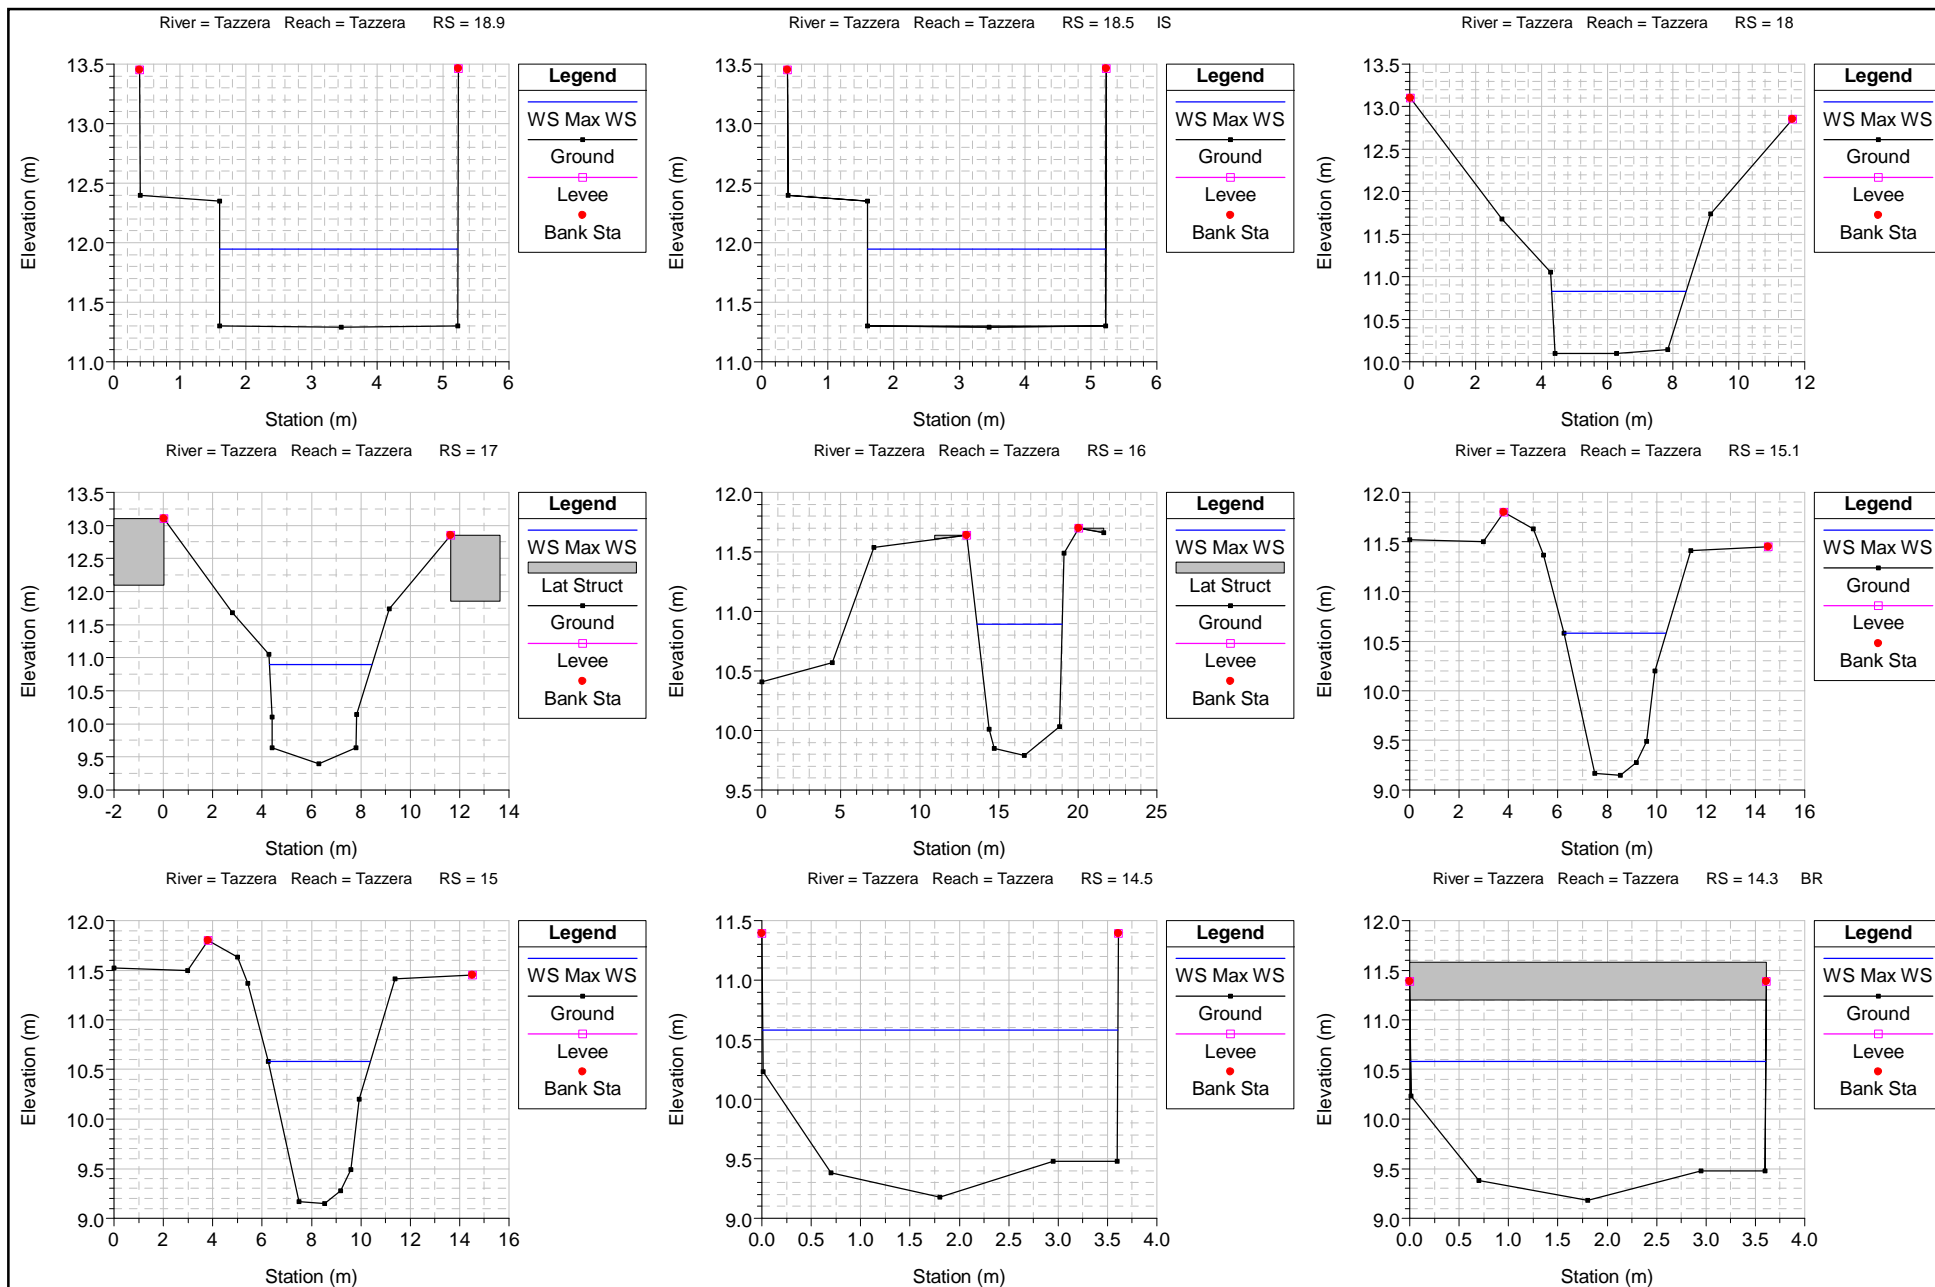 River = Tazzera Reach = Tazzera RS = 18.9
13.5
13.0
12.5
12.0
11.5
11.0
0 1 2 3 4 5 6
Elevation (m)
Station (m)
Legend
WS Max WS
Ground
Levee
Bank Sta
River = Tazzera Reach = Tazzera RS = 18.5 IS
13.5
13.0
12.5
12.0
11.5
11.0
0 1 2 3 4 5 6
Elevation (m)
Station (m)
Legend
WS Max WS
Ground
Levee
Bank Sta
River = Tazzera Reach = Tazzera RS = 18
13.5
13.0
12.5
12.0
11.5
11.0
10.5
10.0
0 2 4 6 8 10 12
Elevation (m)
Station (m)
Legend
WS Max WS
Ground
Levee
Bank Sta
River = Tazzera Reach = Tazzera RS = 17
13.5
13.0
12.5
12.0
11.5
11.0
10.5
10.0
9.5
9.0
-2 0 2 4 6 8 10 12 14
Elevation (m)
Station (m)
Legend
WS Max WS
Lat Struct
Ground
Levee
Bank Sta
River = Tazzera Reach = Tazzera RS = 16
12.0
11.5
11.0
10.5
10.0
9.5
0 5 10 15 20 25
Elevation (m)
Station (m)
Legend
WS Max WS
Lat Struct
Ground
Levee
Bank Sta
River = Tazzera Reach = Tazzera RS = 15.1
12.0
11.5
11.0
10.5
10.0
9.5
9.0
0 2 4 6 8 10 12 14 16
Elevation (m)
Station (m)
Legend
WS Max WS
Ground
Levee
Bank Sta
River = Tazzera Reach = Tazzera RS = 15
12.0
11.5
11.0
10.5
10.0
9.5
9.0
0 2 4 6 8 10 12 14 16
Elevation (m)
Station (m)
Legend
WS Max WS
Ground
Levee
Bank Sta
River = Tazzera Reach = Tazzera RS = 14.5
11.5
11.0
10.5
10.0
9.5
9.0
0.0 0.5 1.0 1.5 2.0 2.5 3.0 3.5 4.0
Elevation (m)
Station (m)
Legend
WS Max WS
Ground
Levee
Bank Sta
River = Tazzera Reach = Tazzera RS = 14.3 BR
12.0
11.5
11.0
10.5
10.0
9.5
9.0
0.0 0.5 1.0 1.5 2.0 2.5 3.0 3.5 4.0
Elevation (m)
Station (m)
Legend
WS Max WS
Ground
Levee
Bank Sta